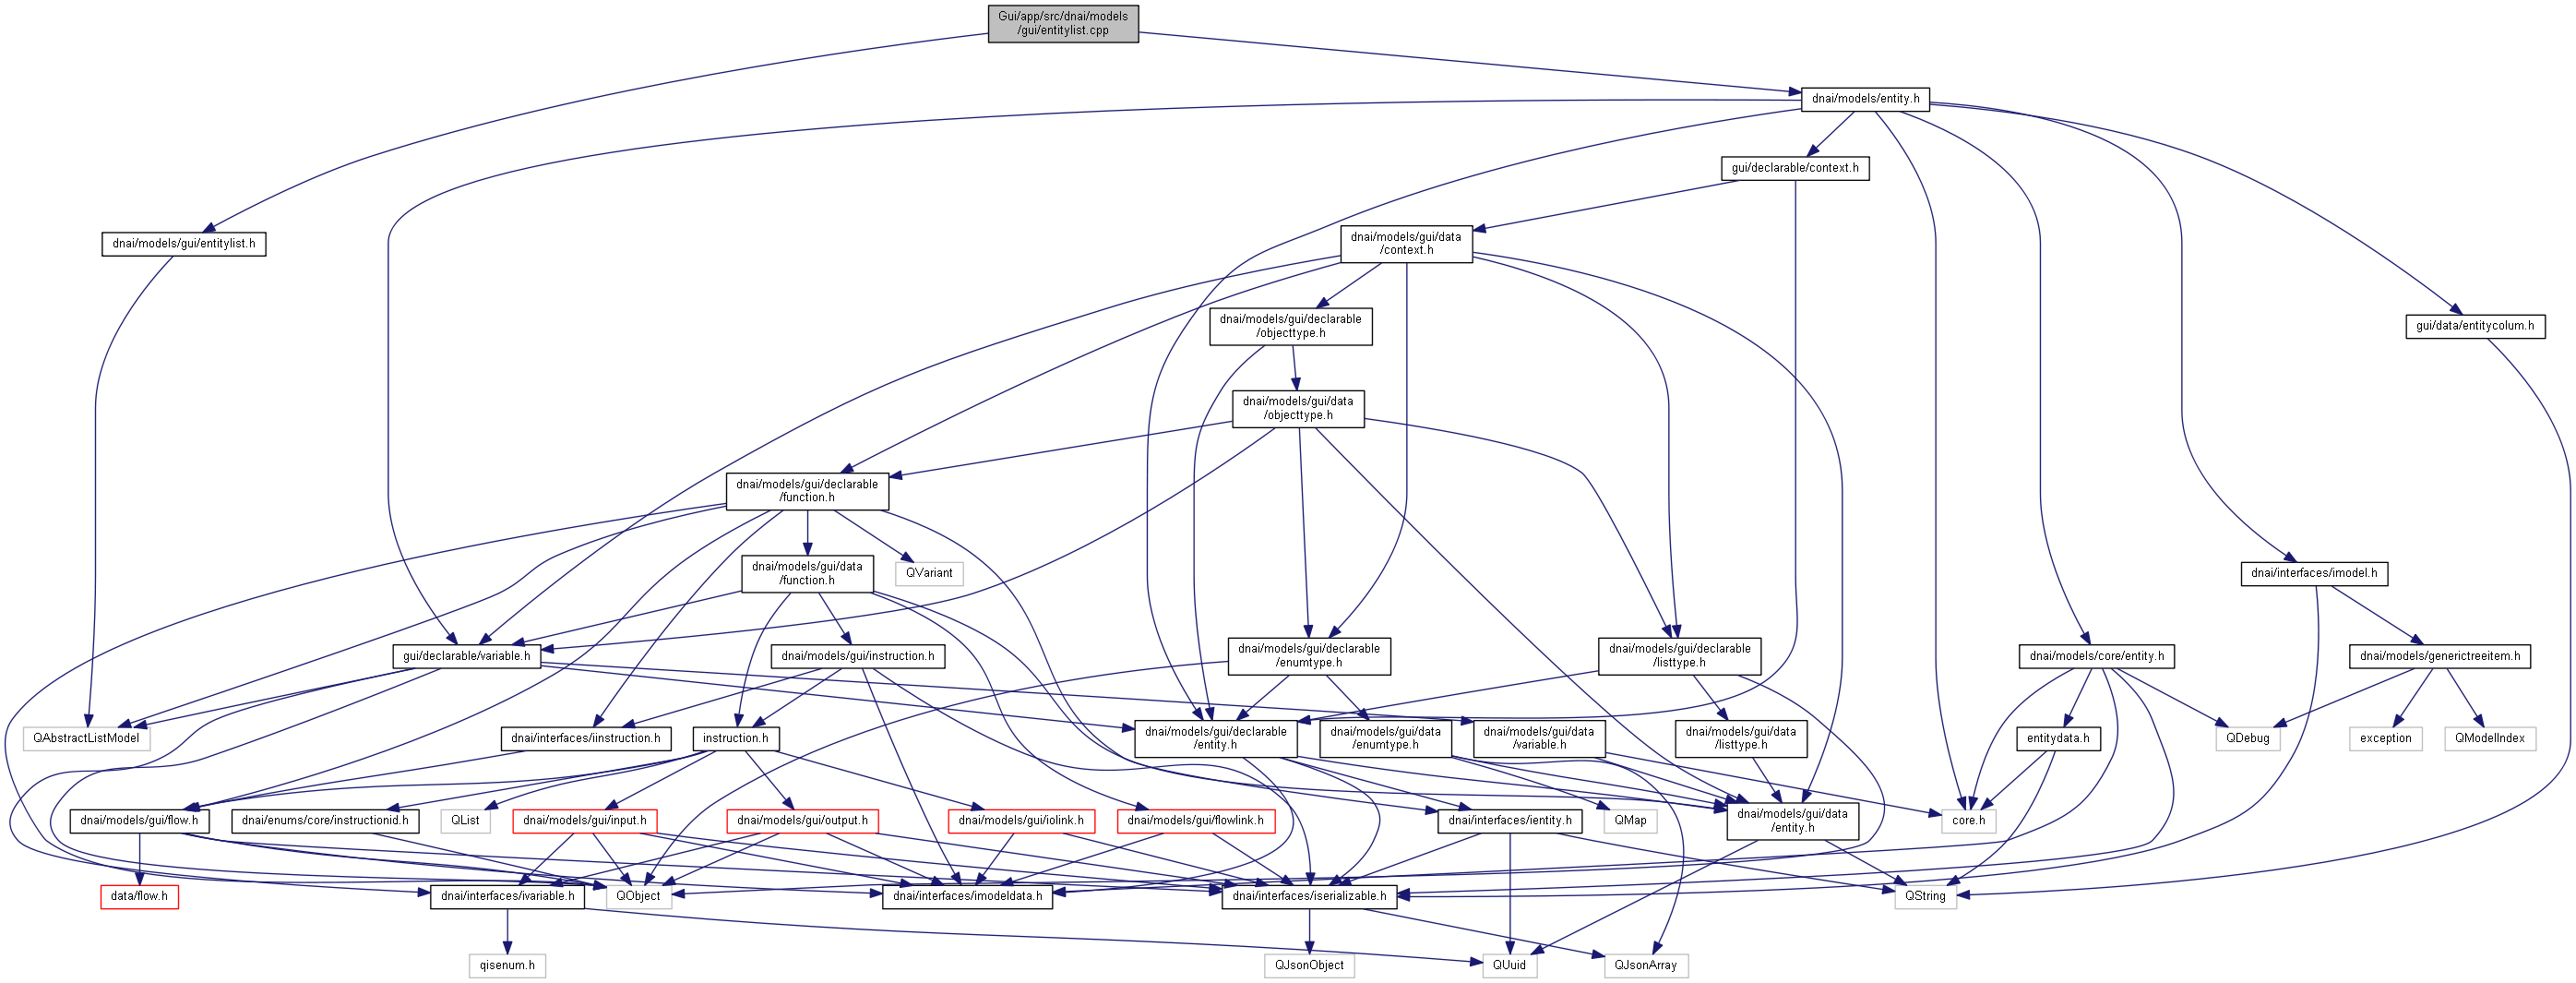 Gui/app/src/dnai/models
/gui/entitylist.cpp
dnai/models/entity.h
gui/declarable/context.h
dnai/models/gui/entitylist.h
dnai/models/gui/data
/context.h
dnai/models/gui/declarable
/objecttype.h
gui/data/entitycolum.h
dnai/models/gui/data
/objecttype.h
dnai/models/gui/declarable
/function.h
dnai/models/gui/data
/function.h
QVariant
dnai/interfaces/imodel.h
gui/declarable/variable.h
dnai/models/gui/instruction.h
dnai/models/gui/declarable
/enumtype.h
dnai/models/gui/declarable
/listtype.h
dnai/models/core/entity.h
dnai/models/generictreeitem.h
QAbstractListModel
dnai/interfaces/iinstruction.h
instruction.h
dnai/models/gui/declarable
/entity.h
dnai/models/gui/data
/enumtype.h
dnai/models/gui/data
/variable.h
dnai/models/gui/data
/listtype.h
entitydata.h
QDebug
exception
QModelIndex
dnai/models/gui/flow.h
dnai/enums/core/instructionid.h
QList
dnai/models/gui/input.h
dnai/models/gui/output.h
dnai/models/gui/iolink.h
dnai/models/gui/flowlink.h
dnai/interfaces/ientity.h
QMap
dnai/models/gui/data
/entity.h
core.h
data/flow.h
dnai/interfaces/ivariable.h
QObject
dnai/interfaces/imodeldata.h
dnai/interfaces/iserializable.h
QString
qisenum.h
QJsonObject
QUuid
QJsonArray